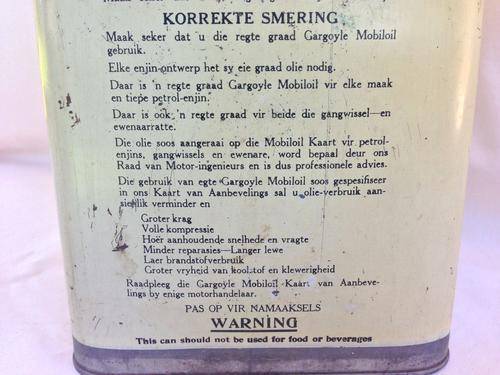 KORREKTE SMERING
Maak seker dat u die regte graad Gargoyle Mobiloil
gebruik.
Elke enjin-ontwerp het sy eie graad olie nodig.
Daar is 'n regte graad Gargoyle Mobiloil vir elke maak
en tiepe petrol-enjin.
Daar is ook 'n regte graad vir beide die gangwissel—en
ewenaarratte.
Die olie soos aangeraai op die Mobiloil Kaart vir petrol-
enjins, gangwissels en ewenare, word bepaal deur ons
Raad van Motor-ingenieurs en is dus professionele advies.
Die gebruik van egte Gargoyle Mobiloil soos gespesifiseer
in ons Kaart van Aanbevelings sal u olie-verbruik aan-
sienlik verminder en
Groter krag
Volle kompressie
Hoër aanhoudende snelhede en vragte
Minder reparasies—Langer lewe
Laer brandstofverbruik
Groter vryheid van koolstof en klewerigheid
Raadpleeg die Gargoyle Mobiloil Kaart van Aanbeve-
lings by enige motorhandelaar.
PAS OP VIR NAMAAKSELS
WARNING
This can should not be used for food or beverages